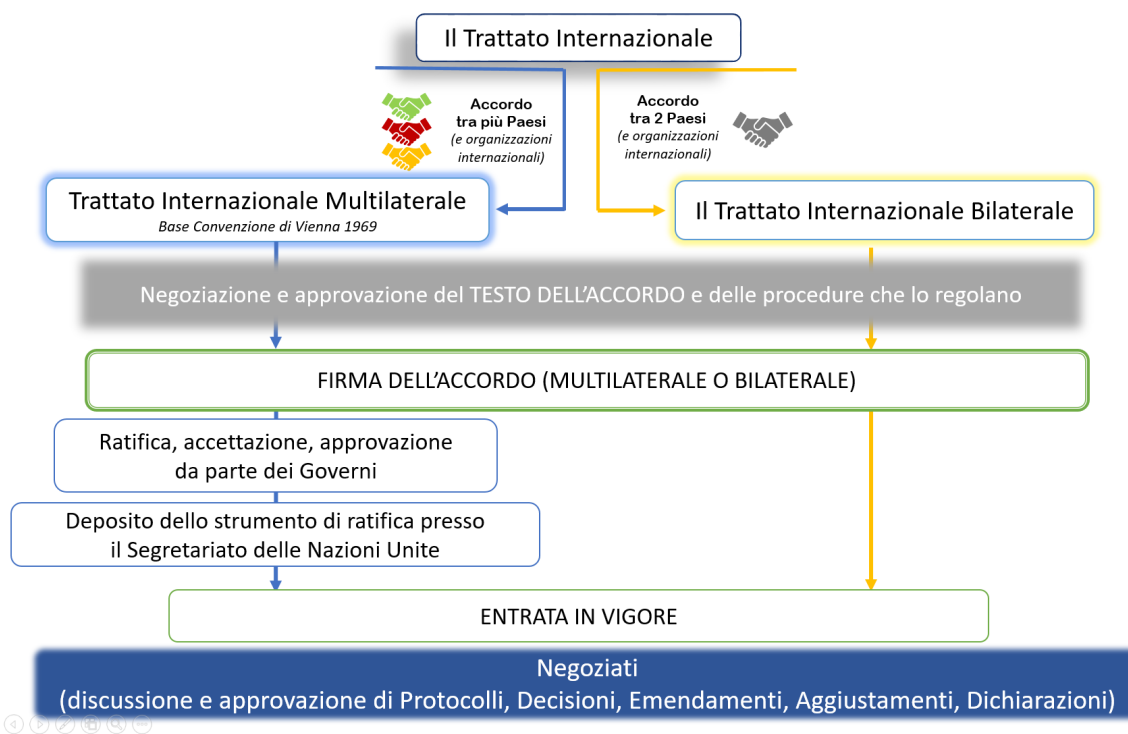 Il Trattato Internazionale
Accordo
tra più Paesi
(e organizzazioni
internazionali)
Accordo
tra 2 Paesi
(e organizzazioni
internazionali)
Trattato Internazionale Multilaterale
Base Convenzione di Vienna 1969
Il Trattato Internazionale Bilaterale
Negoziazione e approvazione del TESTO DELL’ACCORDO e delle procedure che lo regolano
FIRMA DELL’ACCORDO (MULTILATERALE O BILATERALE)
Ratifica, accettazione, approvazione
da parte dei Governi
Deposito dello strumento di ratifica presso
il Segretariato delle Nazioni Unite
ENTRATA IN VIGORE
Negoziati
(discussione e approvazione di Protocolli, Decisioni, Emendamenti, Aggiustamenti, Dichiarazioni)